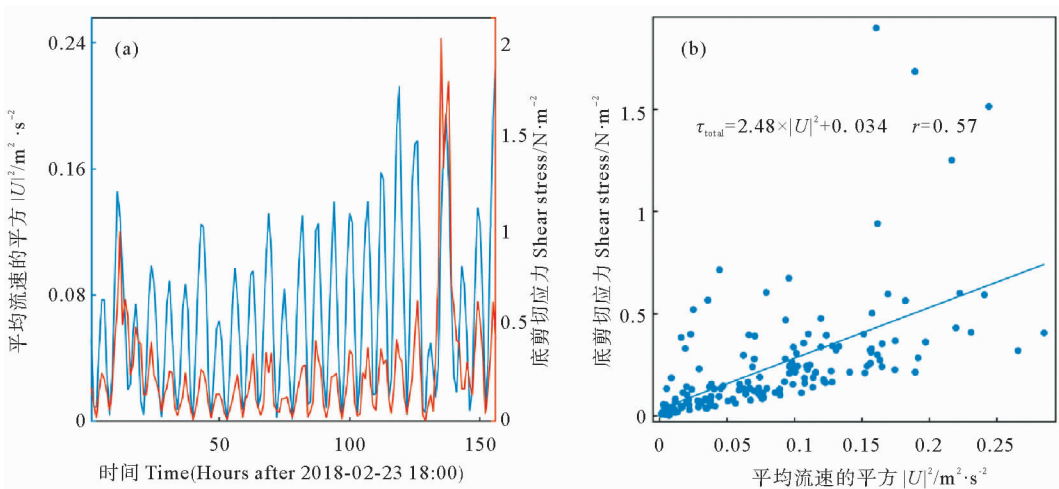 (a)
0.24
0.16
0.08
0
平均流速的平方 |U|²/m²·s⁻²
2
1.5
1
0.5
0
底剪切应力 Shear stress/N·m⁻²
50
100
150
时间 Time(Hours after 2018-02-23 18:00)
(b)
τtotal=2.48×|U|²+0.034 r=0.57
1.5
1
0.5
0
底剪切应力 Shear stress/N·m⁻²
0
0.05
0.1
0.15
0.2
0.25
平均流速的平方 |U|²/m²·s⁻²